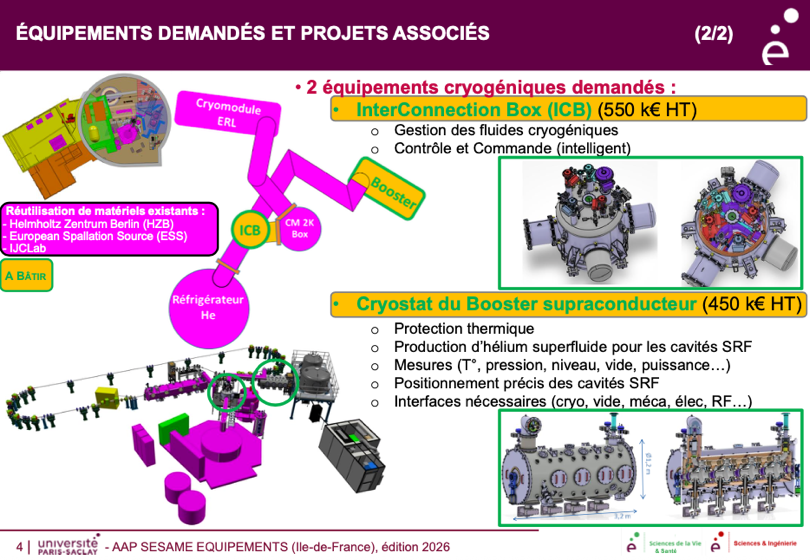 ÉQUIPEMENTS DEMANDÉS ET PROJETS ASSOCIÉS
(2/2)
• 2 équipements cryogéniques demandés :
• InterConnection Box (ICB) (550 k€ HT)
o Gestion des fluides cryogéniques
o Contrôle et Commande (intelligent)
Cryomodule
ERL
Booster
ICB
CM 2K
Box
Réfrigérateur
He
Réutilisation de matériels existants :
- Helmholtz Zentrum Berlin (HZB)
- European Spallation Source (ESS)
- IJCLab
A BÂTIR
• Cryostat du Booster supraconducteur (450 k€ HT)
o Protection thermique
o Production d'hélium superfluide pour les cavités SRF
o Mesures (T°, pression, niveau, vide, puissance…)
o Positionnement précis des cavités SRF
o Interfaces nécessaires (cryo, vide, méca, élec, RF…)
Ø1,2 m
3,2 m
4 |
université
PARIS-SACLAY
- AAP SESAME EQUIPEMENTS (Ile-de-France), édition 2026
Sciences de la Vie
& Santé
Sciences & Ingénierie